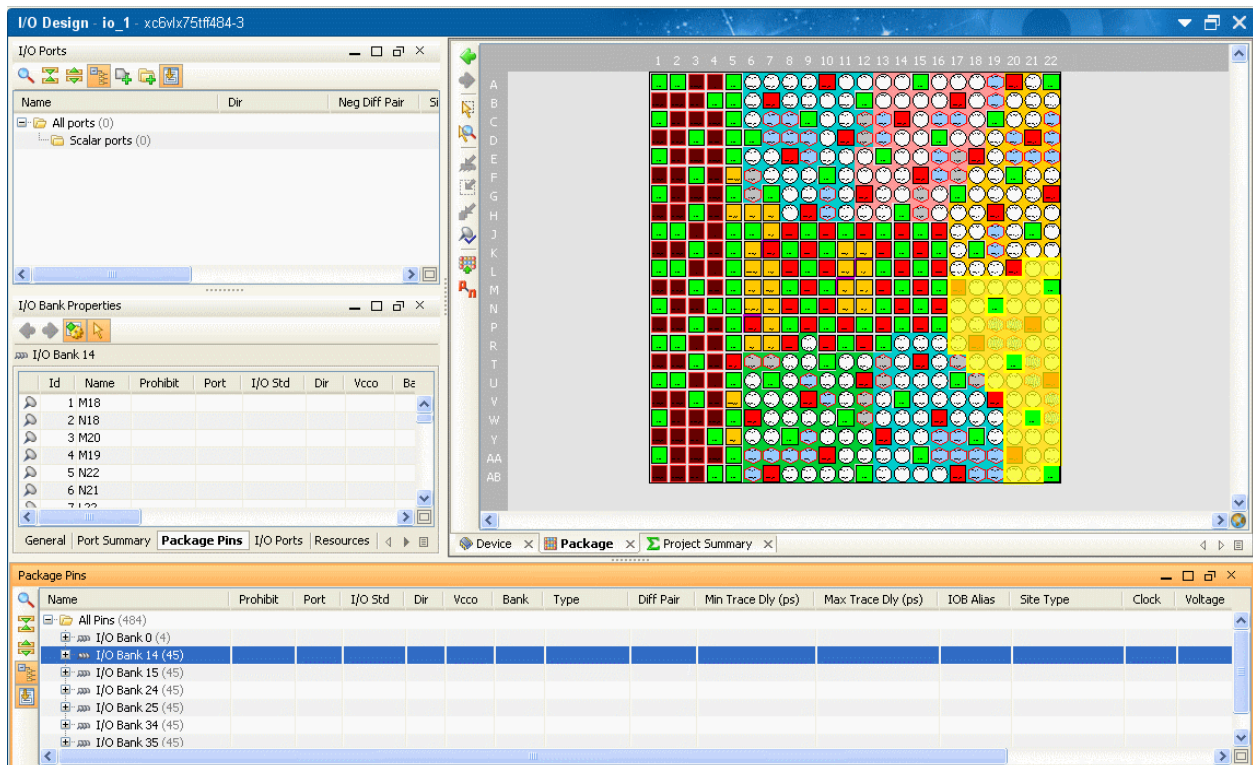 I/O Design - io_1 - xc6vlx75tff484-3
I/O Ports
Name Dir Neg Diff Pair Si
All ports (0)
Scalar ports (0)
I/O Bank Properties
I/O Bank 14
Id Name Prohibit Port I/O Std Dir Vcco Ba
1 M18
2 N18
3 M20
4 M19
5 N22
6 N21
7 L22
General Port Summary Package Pins I/O Ports Resources
1 2 3 4 5 6 7 8 9 10 11 12 13 14 15 16 17 18 19 20 21 22
A
B
C
D
E
F
G
H
J
K
L
M
N
P
R
T
U
V
W
Y
AA
AB
Device Package Project Summary
Package Pins
Name Prohibit Port I/O Std Dir Vcco Bank Type Diff Pair Min Trace Dly (ps) Max Trace Dly (ps) IOB Alias Site Type Clock Voltage
All Pins (484)
I/O Bank 0 (4)
I/O Bank 14 (45)
I/O Bank 15 (45)
I/O Bank 24 (45)
I/O Bank 25 (45)
I/O Bank 34 (45)
I/O Bank 35 (45)